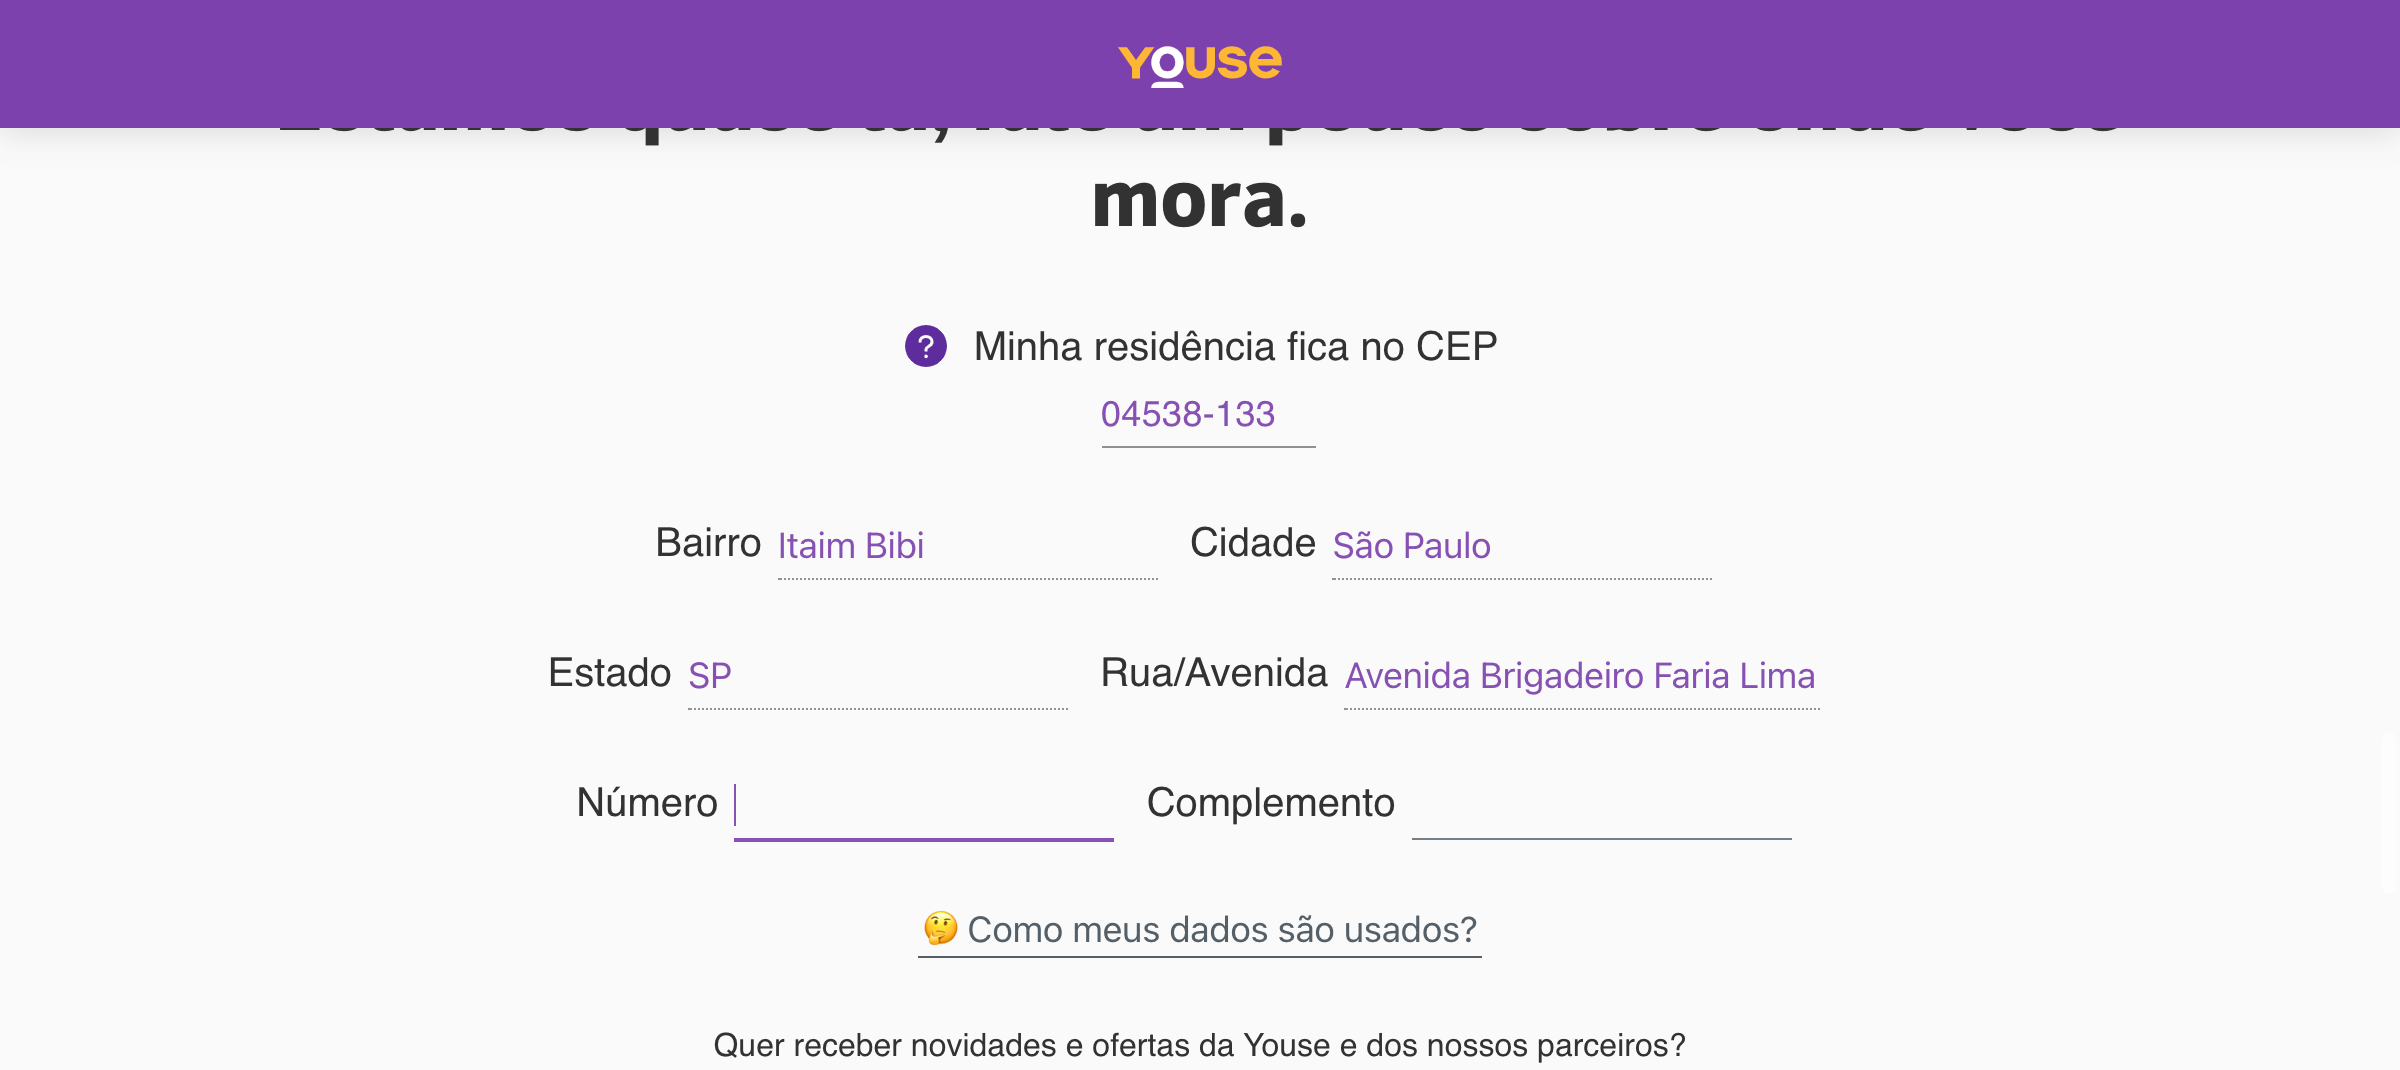 Youse
mora.
? Minha residência fica no CEP
04538-133
Bairro Itaim Bibi Cidade São Paulo
Estado SP Rua/Avenida Avenida Brigadeiro Faria Lima
Número Complemento
🤔 Como meus dados são usados?
Quer receber novidades e ofertas da Youse e dos nossos parceiros?